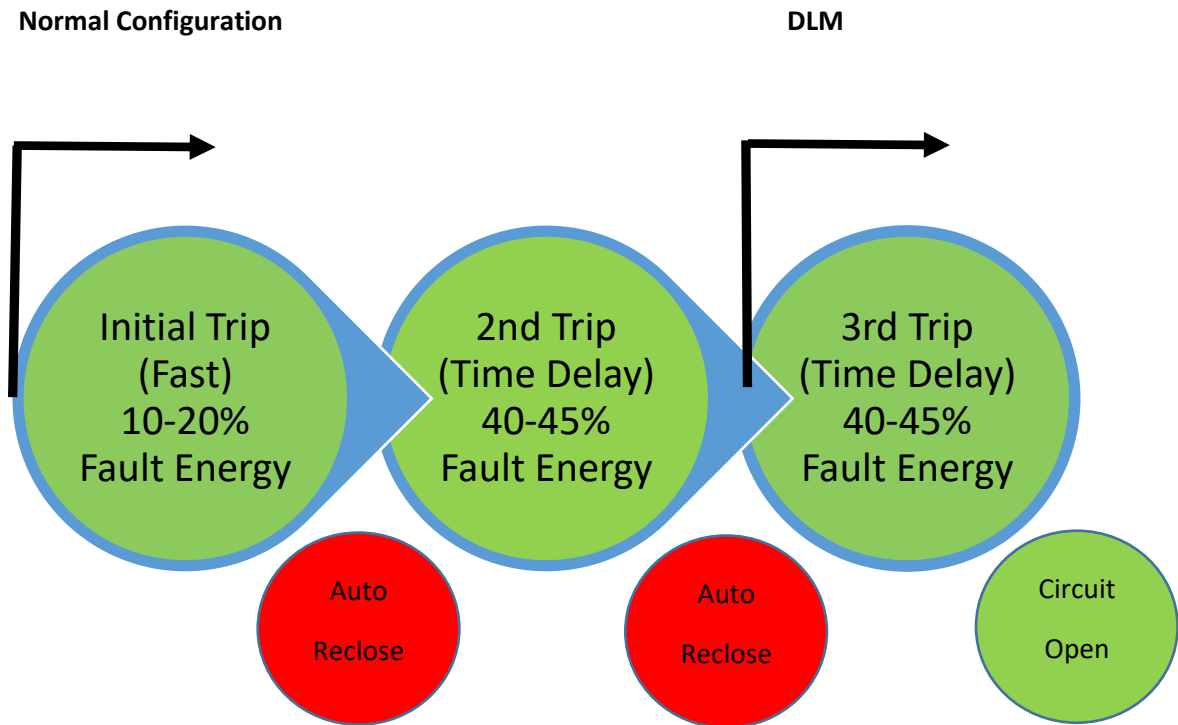 Normal Configuration
DLM
Initial Trip
(Fast)
10-20%
Fault Energy
2nd Trip
(Time Delay)
40-45%
Fault Energy
3rd Trip
(Time Delay)
40-45%
Fault Energy
Auto
Reclose
Auto
Reclose
Circuit
Open